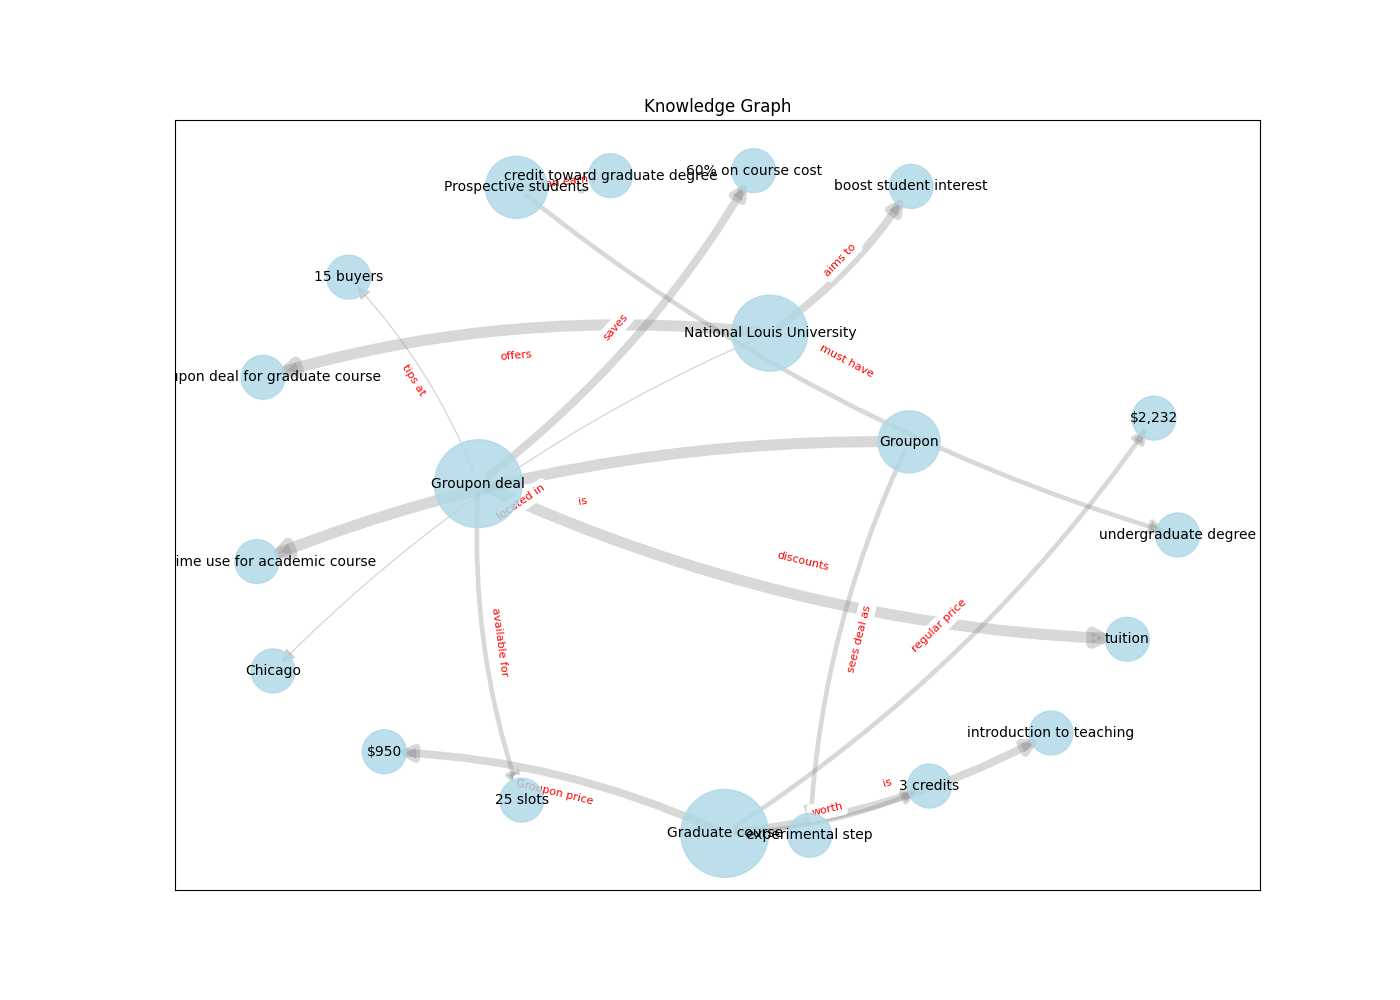 Knowledge Graph
credit toward graduate degree
60% on course cost
Prospective students
earn
boost student interest
aims to
15 buyers
saves
National Louis University
offers
must have
upon deal for graduate course
tips at
$2,232
Groupon
Groupon deal
located in
is
undergraduate degree
ime use for academic course
discounts
available for
sees deal as
regular price
tuition
Chicago
introduction to teaching
$950
Groupon price
25 slots
is
3 credits
worth
Graduate course
experimental step